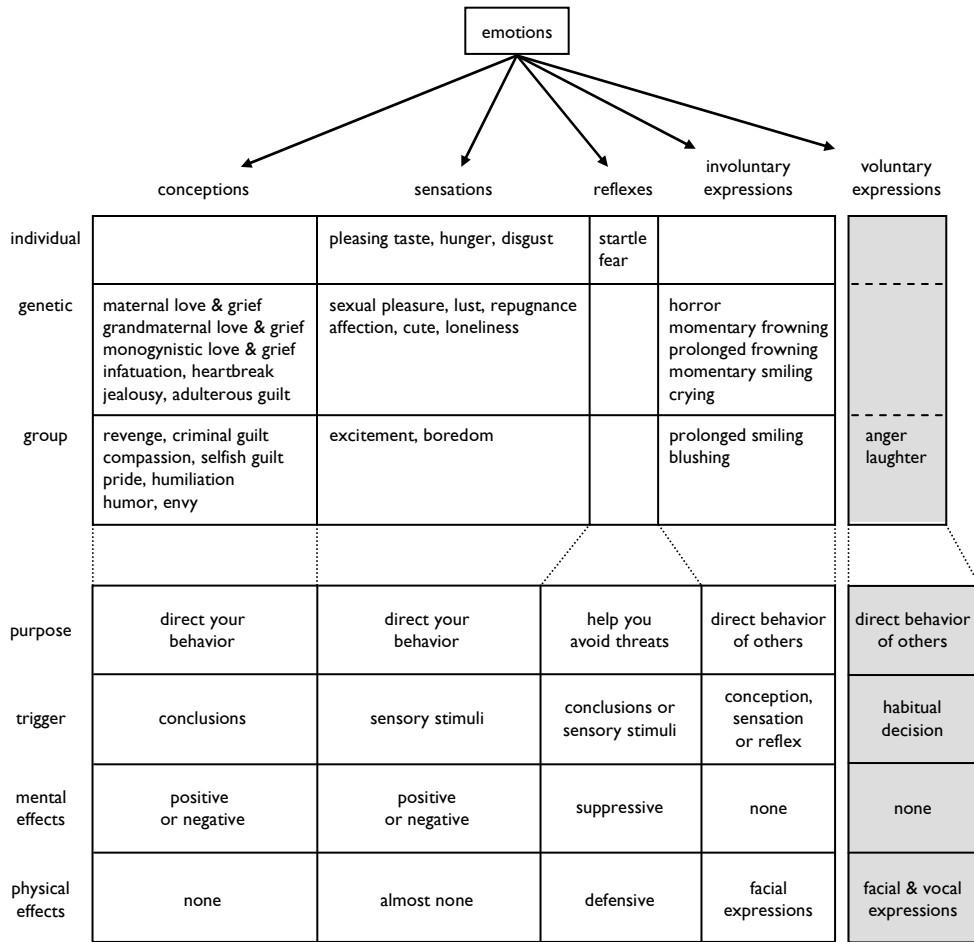 emotions
conceptions
sensations
reflexes
involuntary
expressions
voluntary
expressions
individual
pleasing taste, hunger, disgust
startle
fear
genetic
maternal love & grief
grandmaternal love & grief
monogynistic love & grief
infatuation, heartbreak
jealousy, adulterous guilt
sexual pleasure, lust, repugnance
affection, cute, loneliness
horror
momentary frowning
prolonged frowning
momentary smiling
crying
group
revenge, criminal guilt
compassion, selfish guilt
pride, humiliation
humor, envy
excitement, boredom
prolonged smiling
blushing
anger
laughter
purpose
direct your
behavior
direct your
behavior
help you
avoid threats
direct behavior
of others
direct behavior
of others
trigger
conclusions
sensory stimuli
conclusions or
sensory stimuli
conception,
sensation
or reflex
habitual
decision
mental
effects
positive
or negative
positive
or negative
suppressive
none
none
physical
effects
none
almost none
defensive
facial
expressions
facial & vocal
expressions